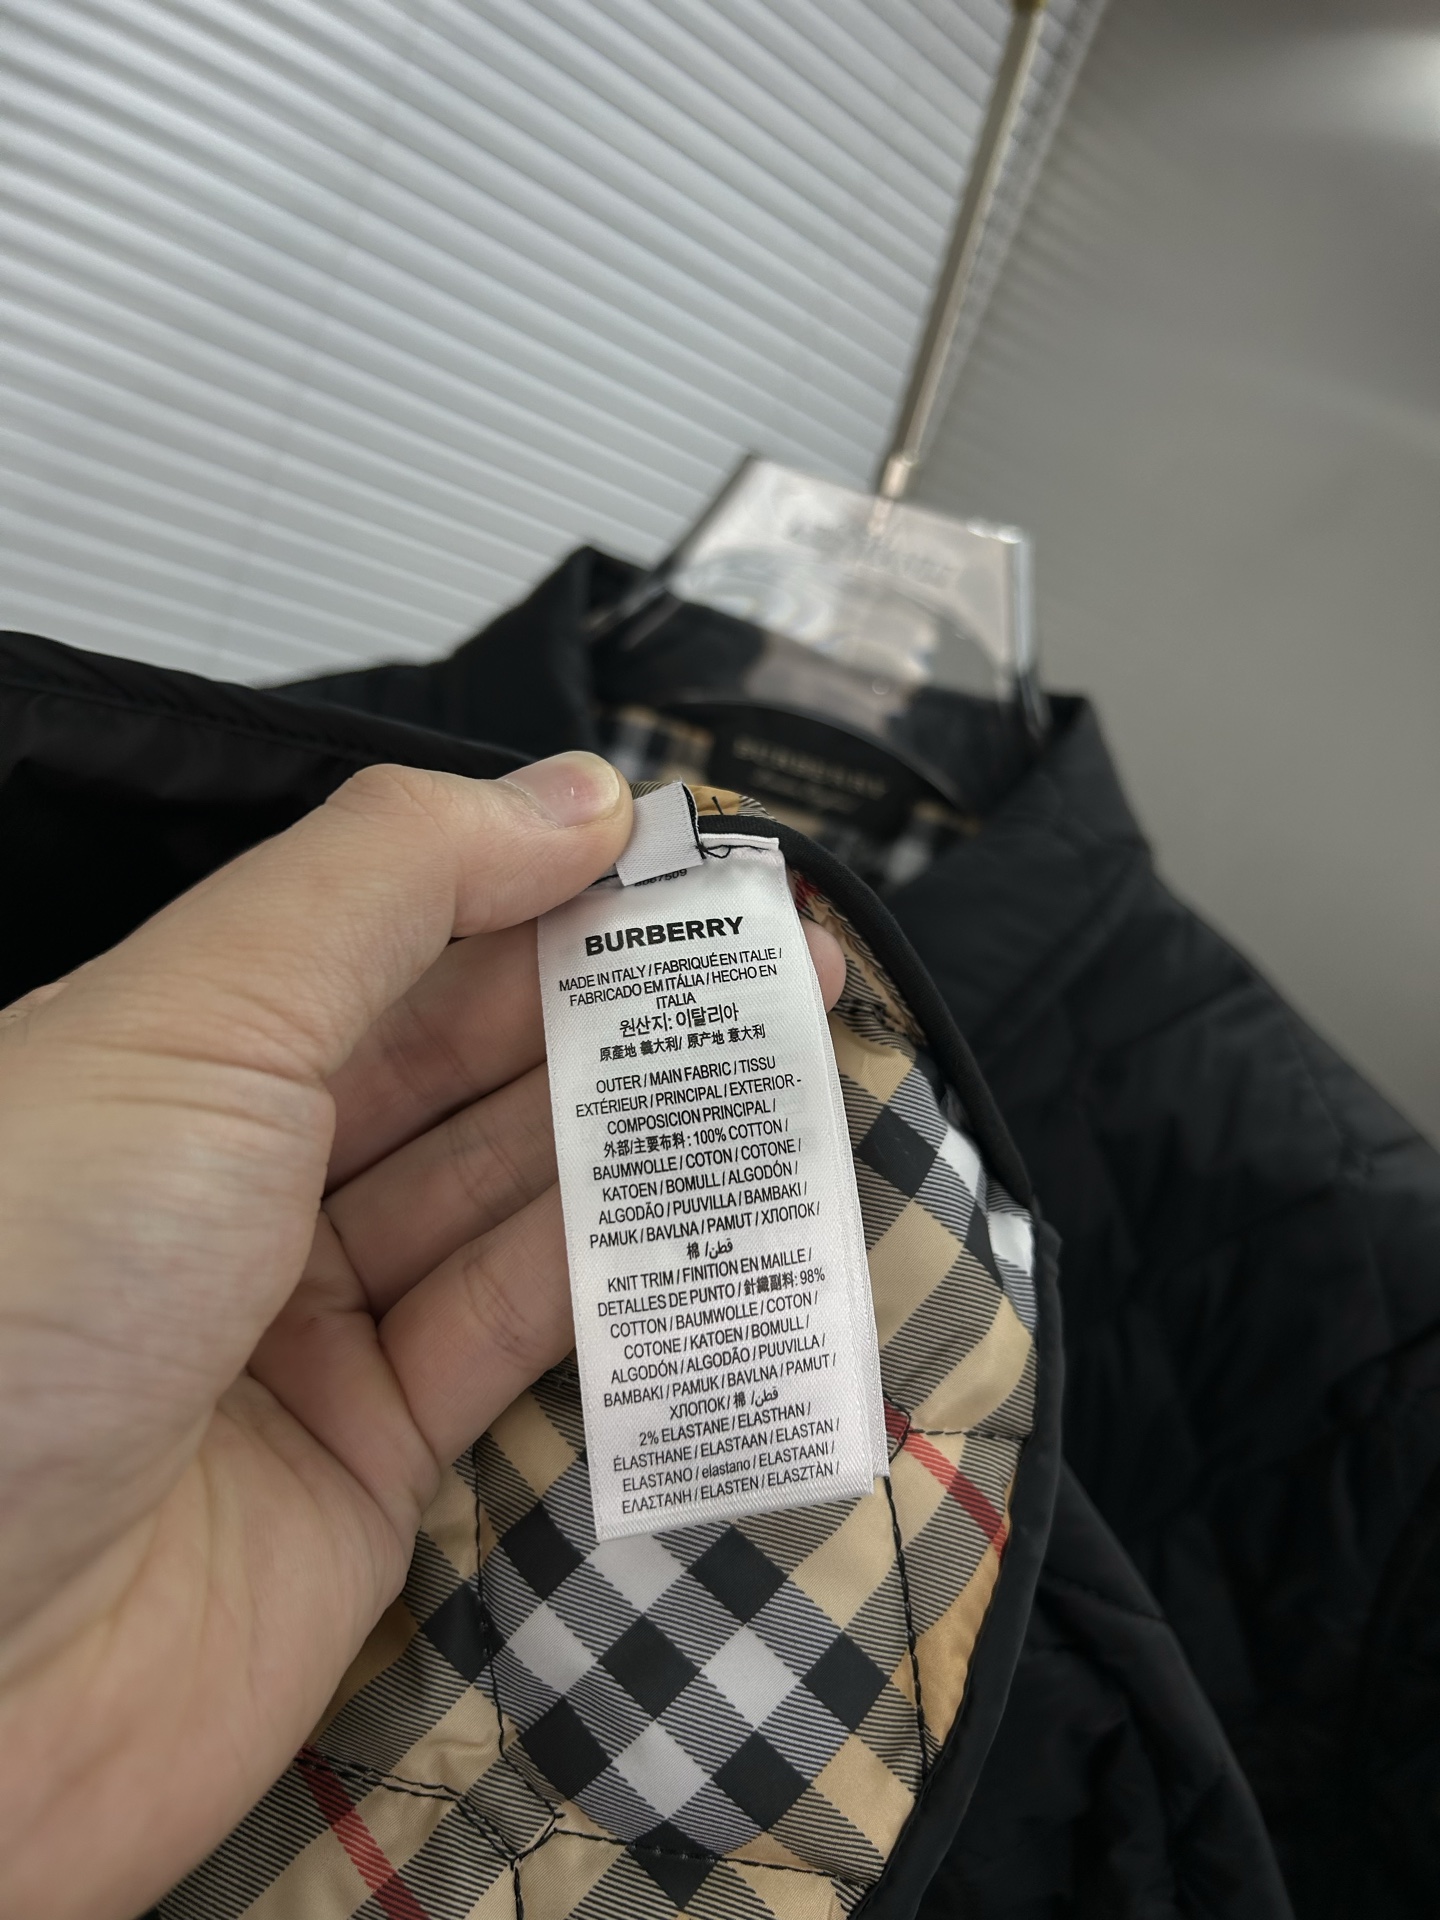 BURBERRY
BURBERRY
MADE IN ITALY / FABRIQUÉ EN ITALIE /
FABRICADO EM ITÁLIA / HECHO EN
ITALIA
원산지: 이탈리아
原產地 義大利/ 原产地 意大利
OUTER / MAIN FABRIC / TISSU
EXTÉRIEUR / PRINCIPAL / EXTERIOR -
COMPOSICION PRINCIPAL /
外部/主要布料: 100% COTTON /
BAUMWOLLE / COTON / COTONE /
KATOEN / BOMULL / ALGODÓN /
ALGODÃO / PUUVILLA / BAMBAKI /
PAMUK / BAVLNA / PAMUT / ХЛОПОК /
棉 /قطن
KNIT TRIM / FINITION EN MAILLE /
DETALLES DE PUNTO / 針織副料: 98%
COTTON / BAUMWOLLE / COTON /
COTONE / KATOEN / BOMULL /
ALGODÓN / ALGODÃO / PUUVILLA /
BAMBAKI / PAMUK / BAVLNA / PAMUT /
ХЛОПОК / 棉 /قطن
2% ELASTANE / ELASTHAN /
ÉLASTHANE / ELASTAAN / ELASTAN /
ELASTANO / elastano / ELASTAANI /
ΕΛΑΣΤΑΝΗ / ELASTEN / ELASZTÀN /